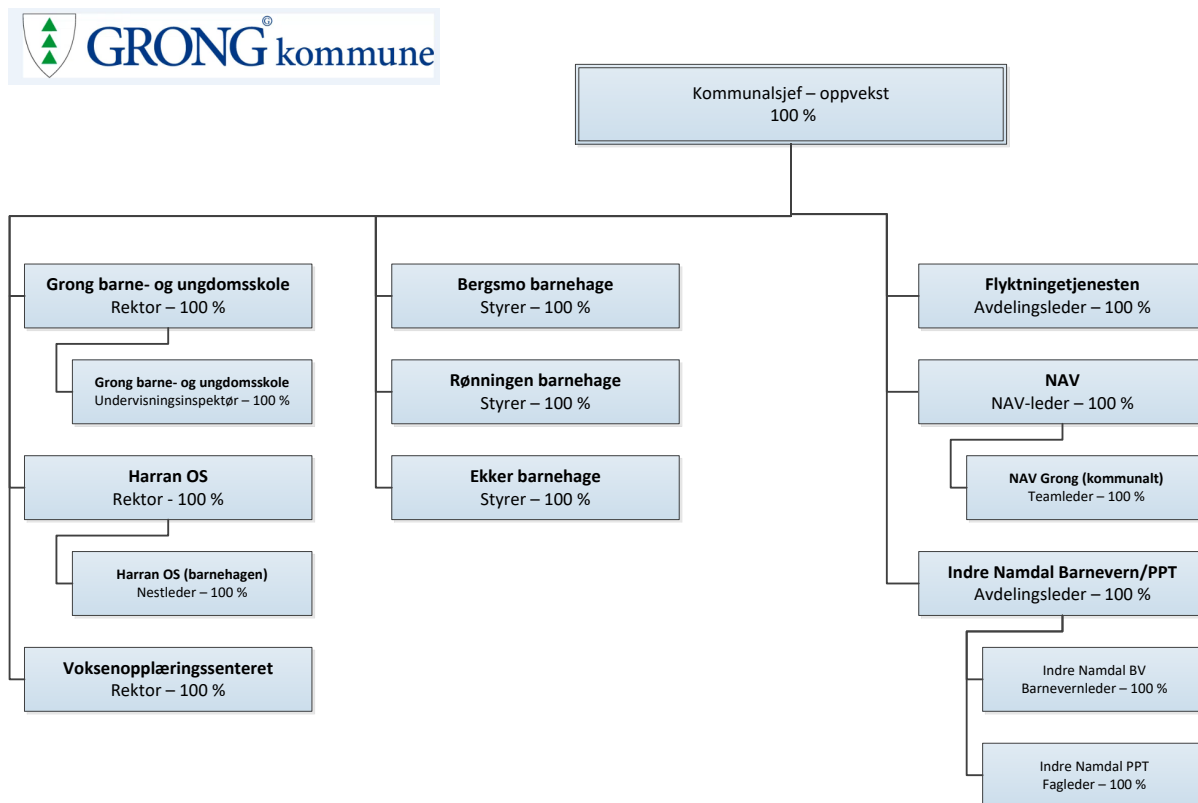 GRONG kommune
G
Kommunalsjef – oppvekst
100 %
Grong barne- og ungdomsskole
Rektor – 100 %
Grong barne- og ungdomsskole
Undervisningsinspektør – 100 %
Harran OS
Rektor - 100 %
Harran OS (barnehagen)
Nestleder – 100 %
Voksenopplæringssenteret
Rektor – 100 %
Bergsmo barnehage
Styrer – 100 %
Rønningen barnehage
Styrer – 100 %
Ekker barnehage
Styrer – 100 %
Flyktningetjenesten
Avdelingsleder – 100 %
NAV
NAV-leder – 100 %
NAV Grong (kommunalt)
Teamleder – 100 %
Indre Namdal Barnevern/PPT
Avdelingsleder – 100 %
Indre Namdal BV
Barnevernleder – 100 %
Indre Namdal PPT
Fagleder – 100 %